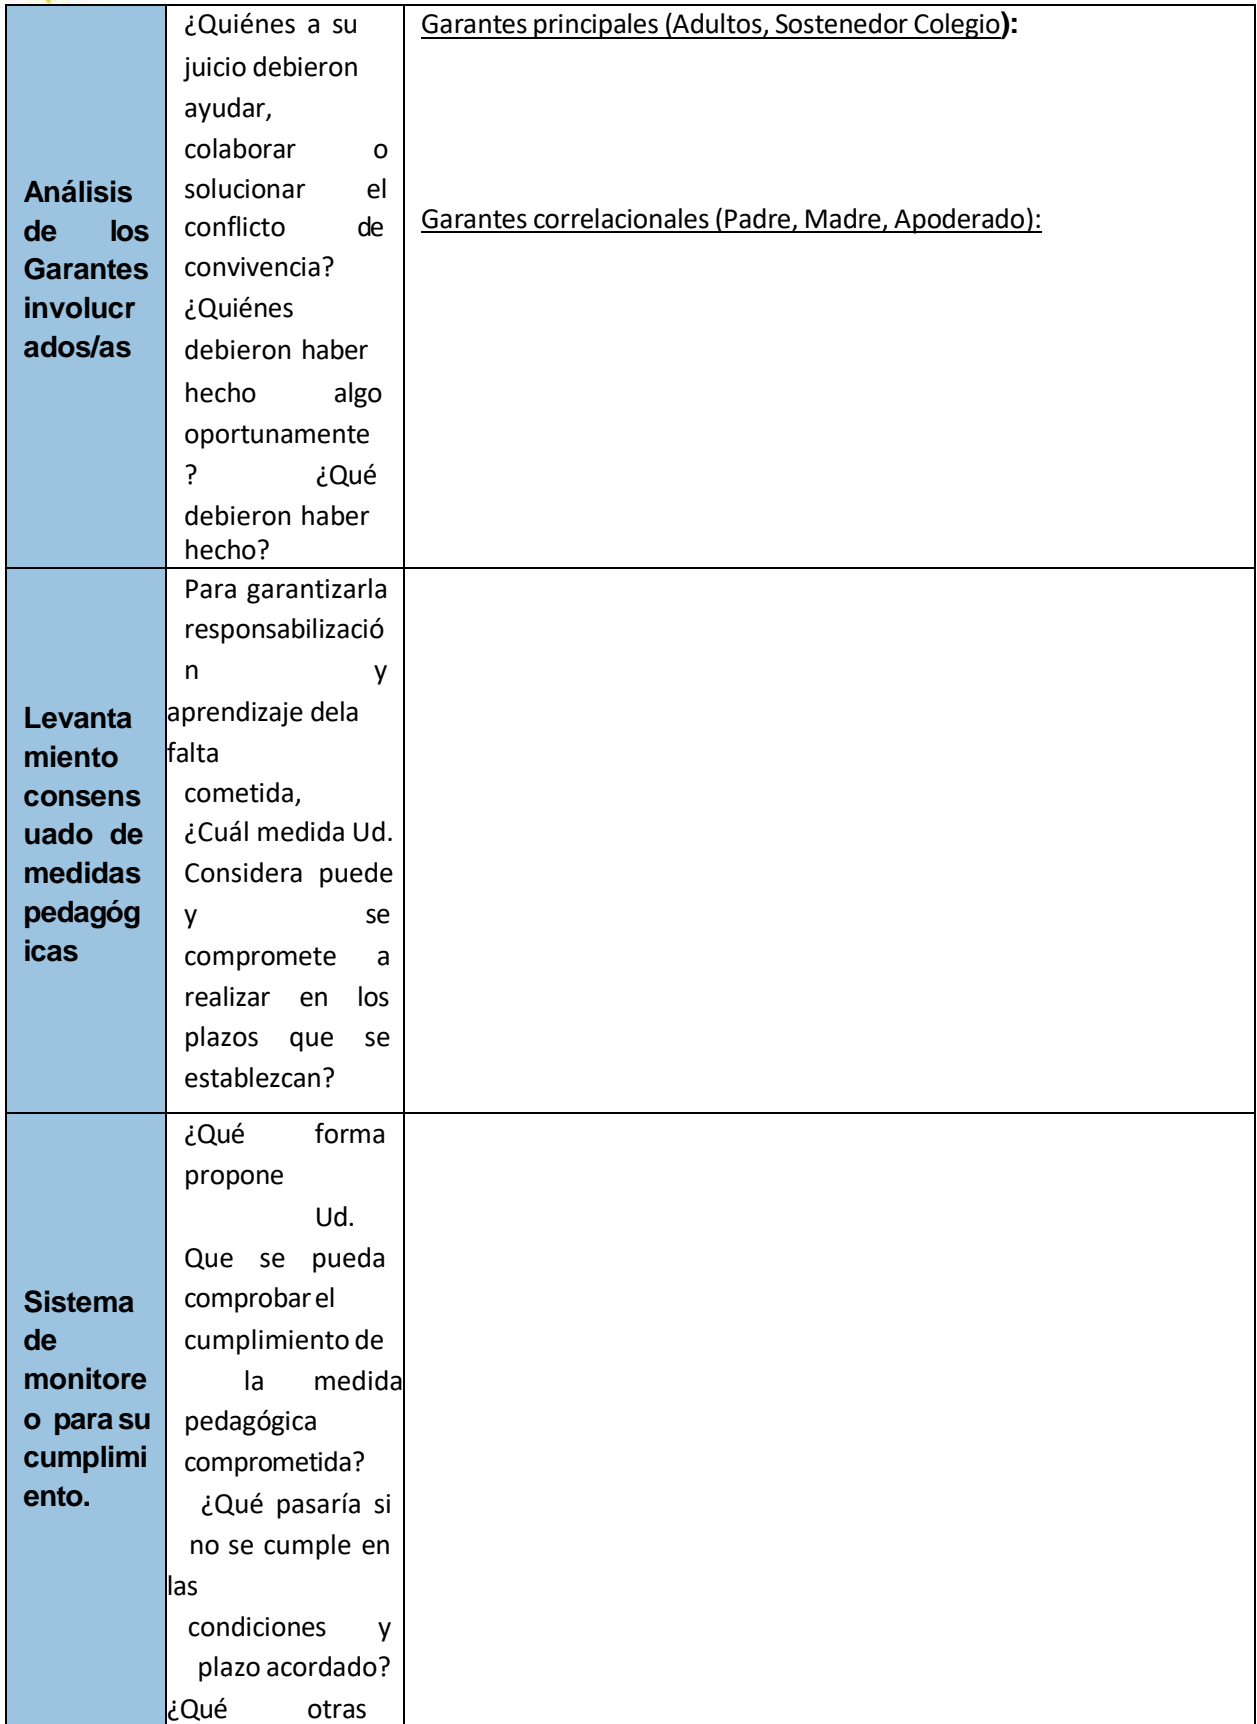 Análisis
de los
Garantes
involucr
ados/as
¿Quiénes a su
juicio debieron
ayudar,
colaborar o
solucionar el
conflicto de
convivencia?
¿Quiénes
debieron haber
hecho algo
oportunamente
? ¿Qué
debieron haber
hecho?
Garantes principales (Adultos, Sostenedor Colegio):
Garantes correlacionales (Padre, Madre, Apoderado):
Levanta
miento
consens
uado de
medidas
pedagóg
icas
Para garantizarla
responsabilizació
n y
aprendizaje dela
falta
cometida,
¿Cuál medida Ud.
Considera puede
y se
compromete a
realizar en los
plazos que se
establezcan?
Sistema
de
monitore
o para su
cumplimi
ento.
¿Qué forma
propone
Ud.
Que se pueda
comprobar el
cumplimiento de
la medida
pedagógica
comprometida?
¿Qué pasaría si
no se cumple en
las
condiciones y
plazo acordado?
¿Qué otras